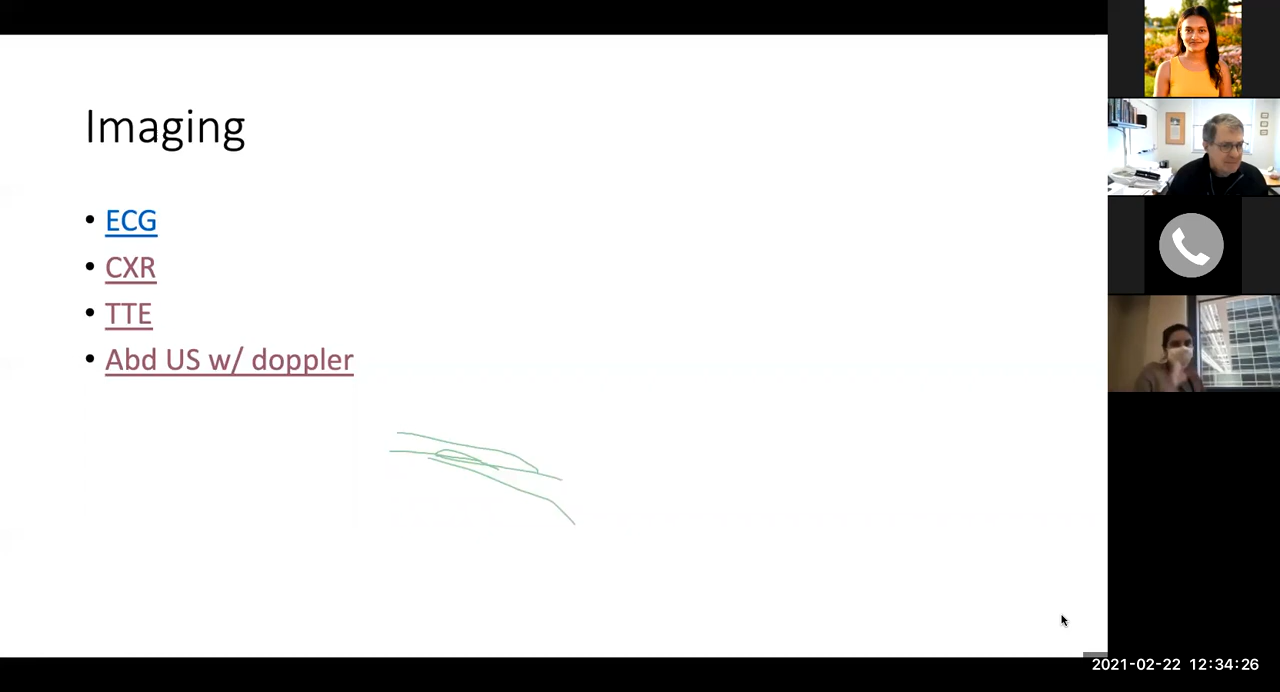 Imaging
• ECG
• CXR
• TTE
• Abd US w/ doppler
2021-02-22 12:34:26